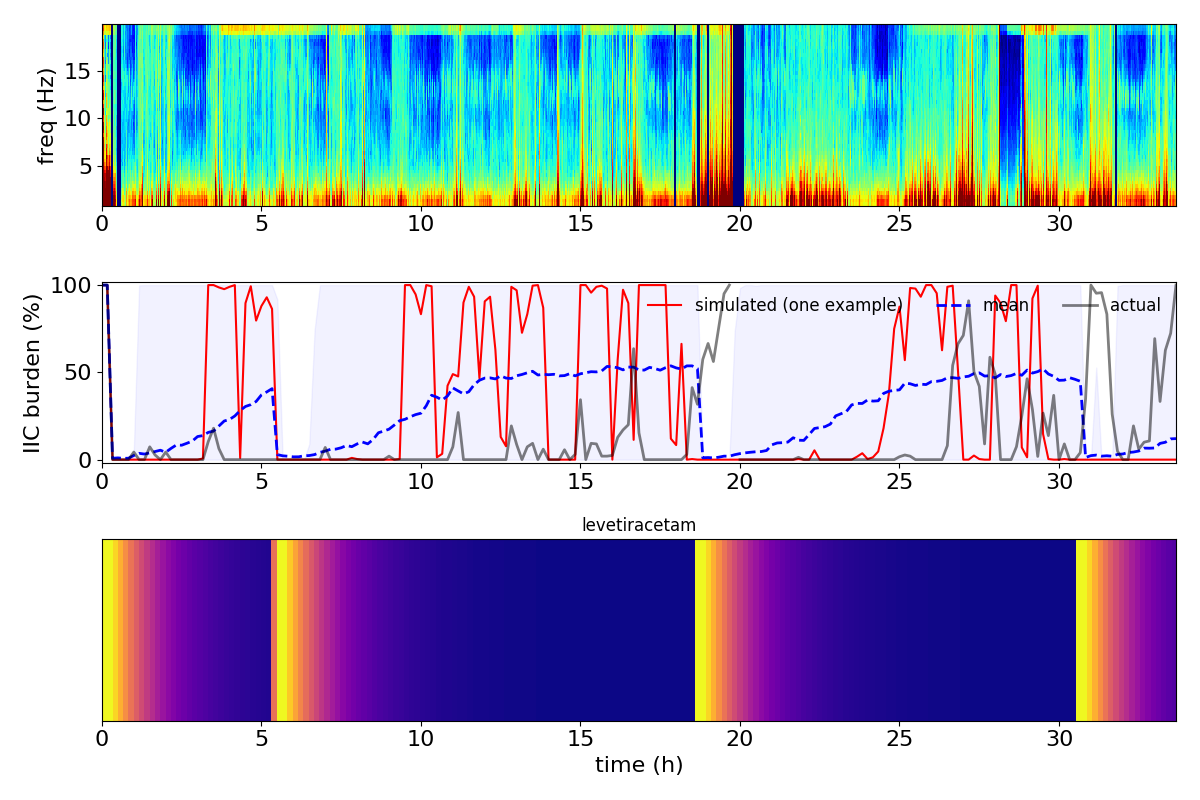 freq (Hz)
15
10
5
0 5 10 15 20 25 30
IIC burden (%)
100
50
0
simulated (one example) mean actual
0 5 10 15 20 25 30
levetiracetam
0 5 10 15 20 25 30
time (h)